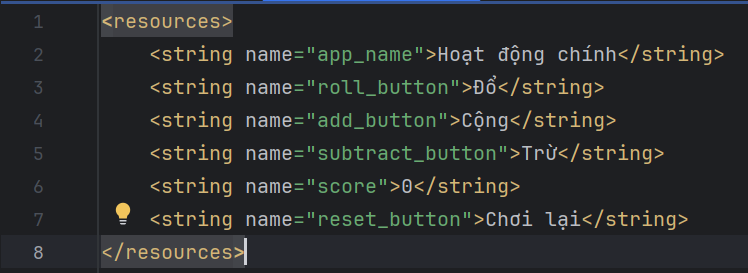 1 <resources>
2 <string name="app_name">Hoạt động chính</string>
3 <string name="roll_button">Đổ</string>
4 <string name="add_button">Cộng</string>
5 <string name="subtract_button">Trừ</string>
6 <string name="score">0</string>
7 <string name="reset_button">Chơi lại</string>
8 </resources>